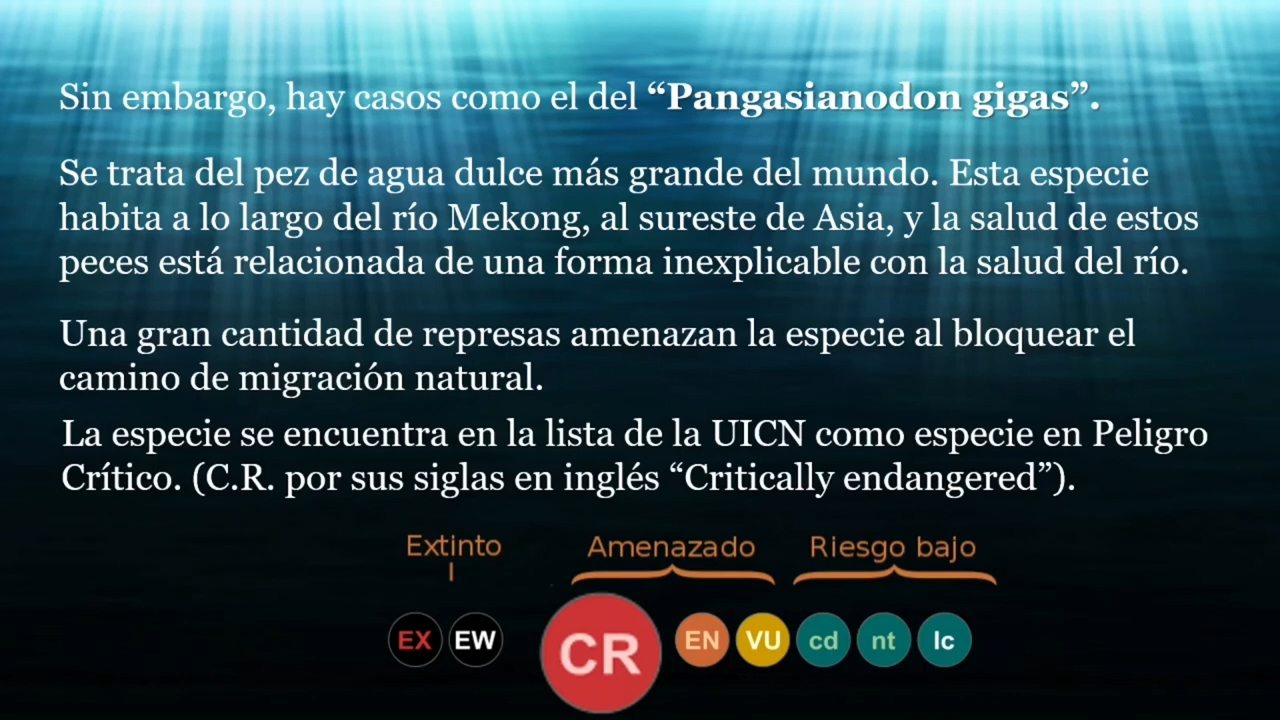 Sin embargo, hay casos como el del “Pangasianodon gigas”.
Se trata del pez de agua dulce más grande del mundo. Esta especie
habita a lo largo del río Mekong, al sureste de Asia, y la salud de estos
peces está relacionada de una forma inexplicable con la salud del río.
Una gran cantidad de represas amenazan la especie al bloquear el
camino de migración natural.
La especie se encuentra en la lista de la UICN como especie en Peligro
Crítico. (C.R. por sus siglas en inglés “Critically endangered”).
Extinto Amenazado Riesgo bajo
EX EW CR EN VU cd nt lc